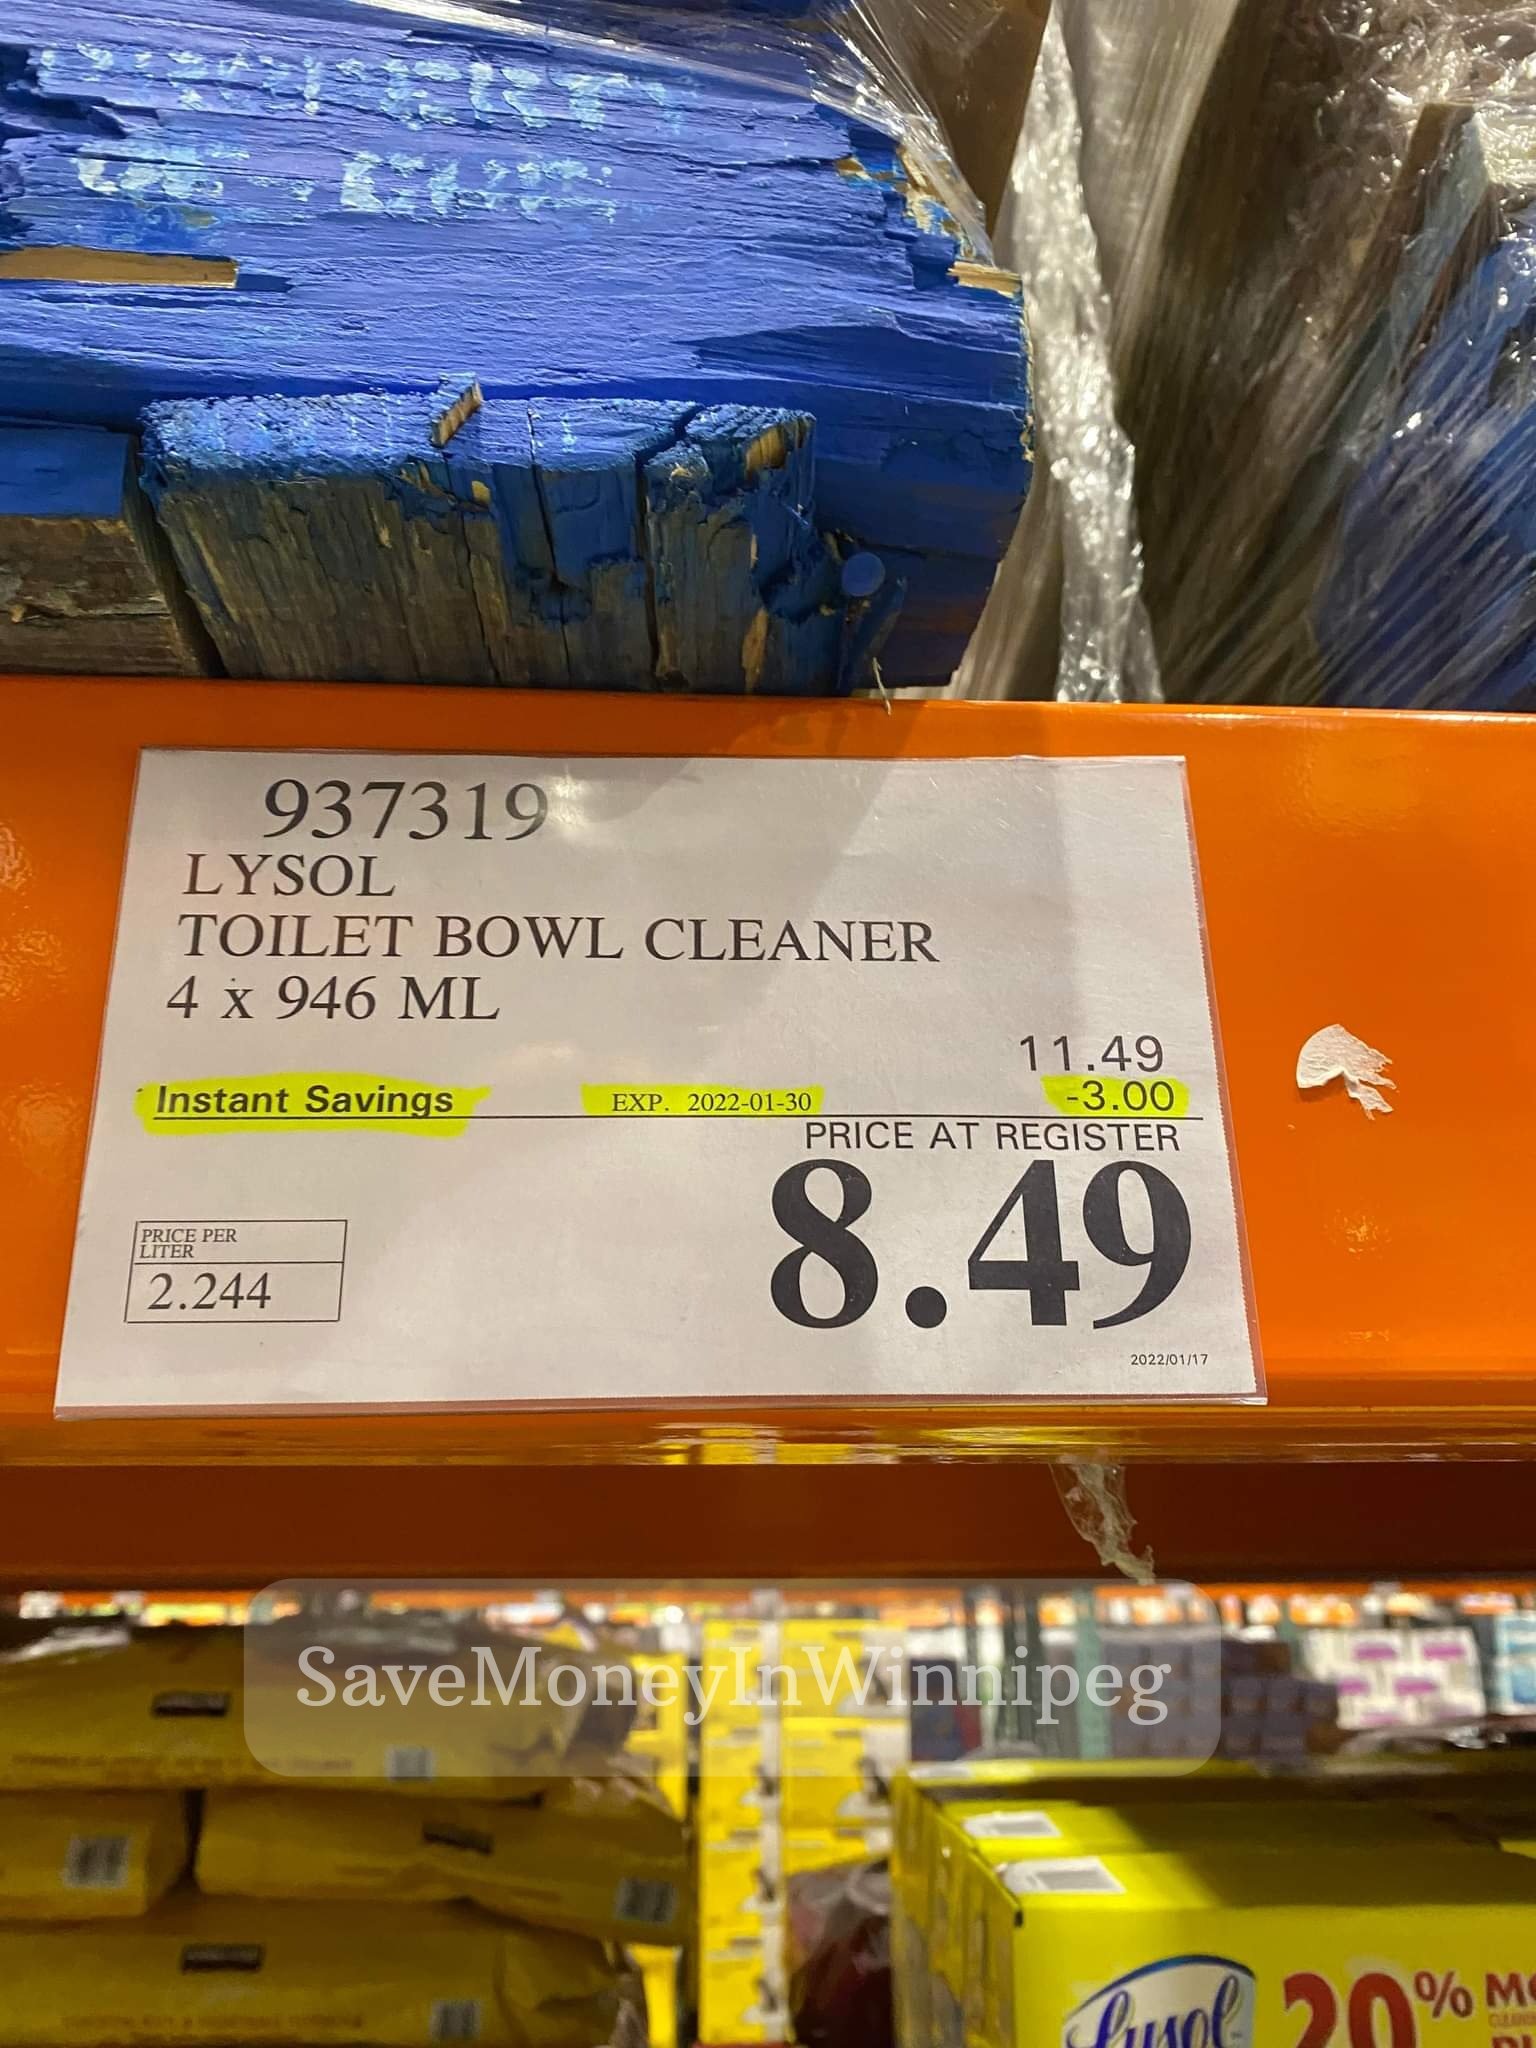 937319
LYSOL
TOILET BOWL CLEANER
4 x 946 ML
11.49
Instant Savings EXP. 2022-01-30 -3.00
PRICE AT REGISTER
8.49
PRICE PER
LITER
2.244
2022/01/17
SaveMoneyInWinnipeg
Lysol 20%